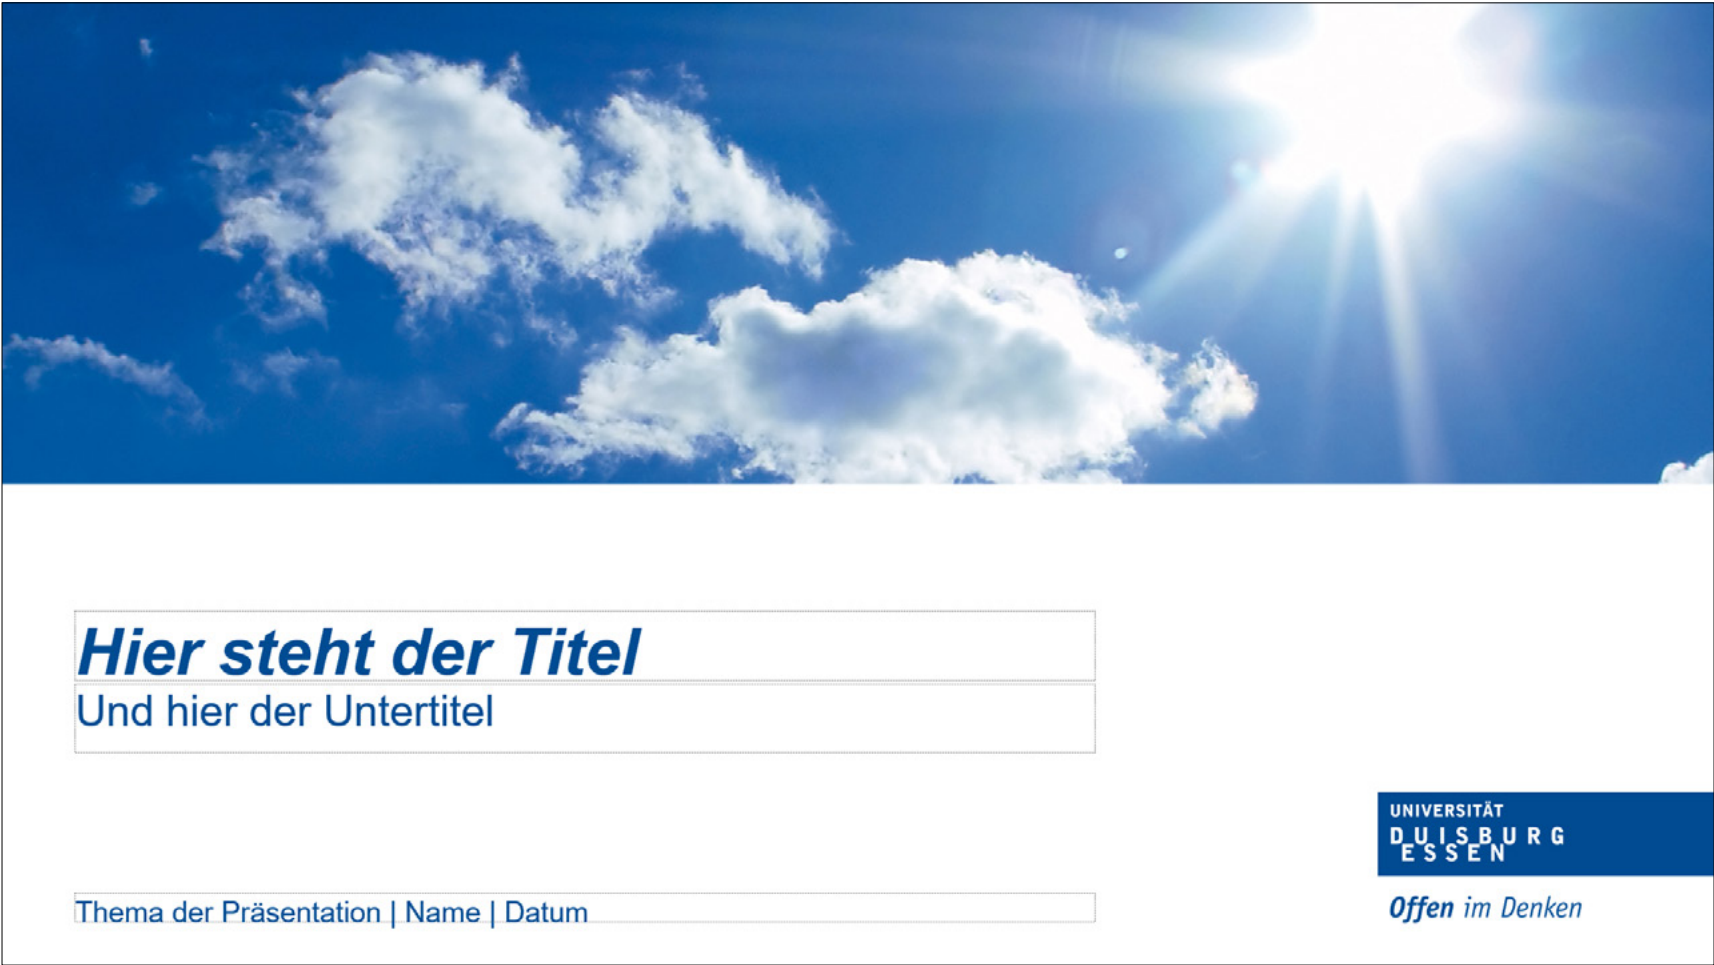 Hier steht der Titel
Und hier der Untertitel
Thema der Präsentation | Name | Datum
UNIVERSITÄT
DUISBURG
ESSEN
Offen im Denken